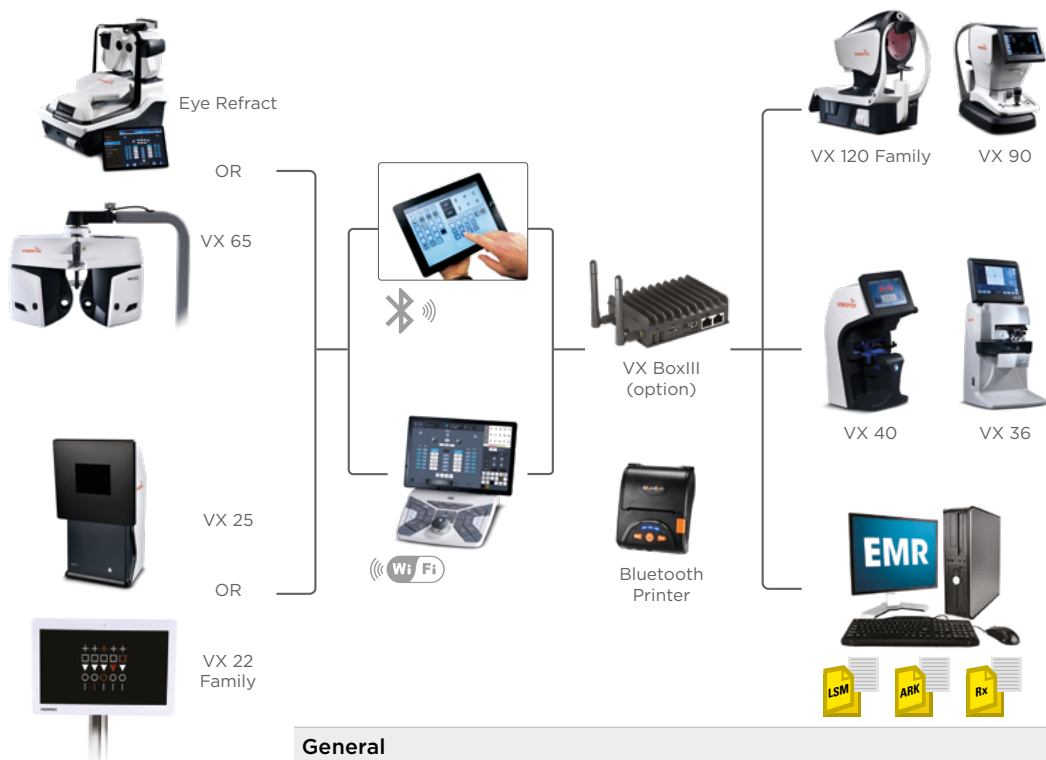 Eye Refract
OR
VX 65
VX 25
OR
VX 22
Family
Wi Fi
VX BoxIII
(option)
Bluetooth
Printer
VX 120 Family
VX 90
VX 40
VX 36
EMR
LSM
ARK
Rx
General